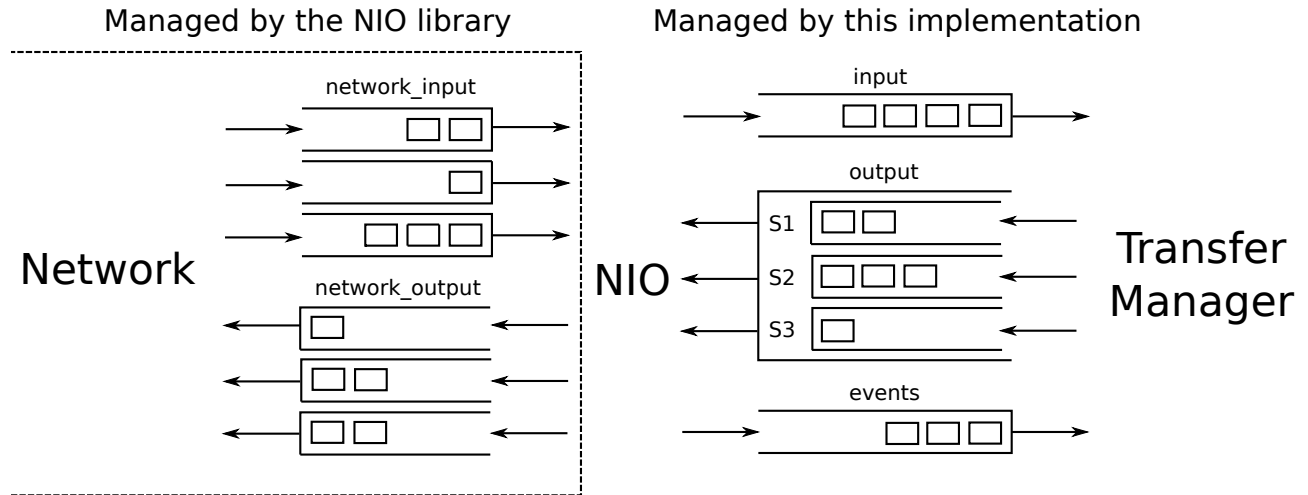 Managed by the NIO library
Managed by this implementation
network_input
input
output
S1
Network
network_output
NIO
S2
Transfer
Manager
S3
events